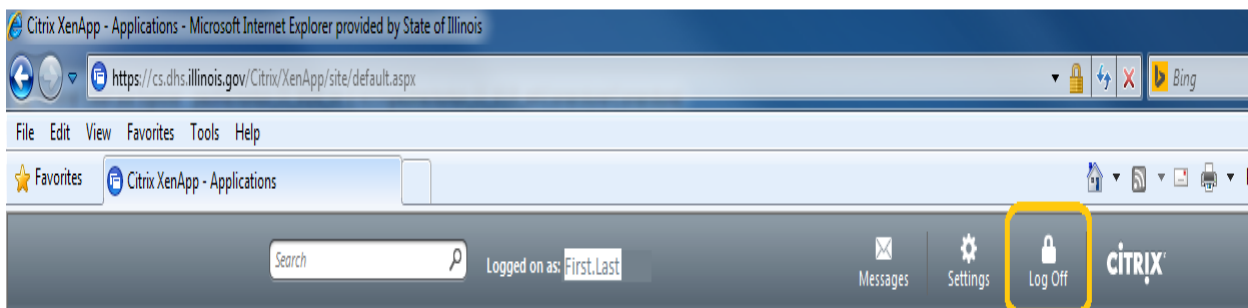 Citrix XenApp - Applications - Microsoft Internet Explorer provided by State of Illinois
https://cs.dhs.illinois.gov/Citrix/XenApp/site/default.aspx
Bing
File Edit View Favorites Tools Help
Favorites
Citrix XenApp - Applications
Search
Logged on as: First.Last
Messages
Settings
Log Off
CITRIX